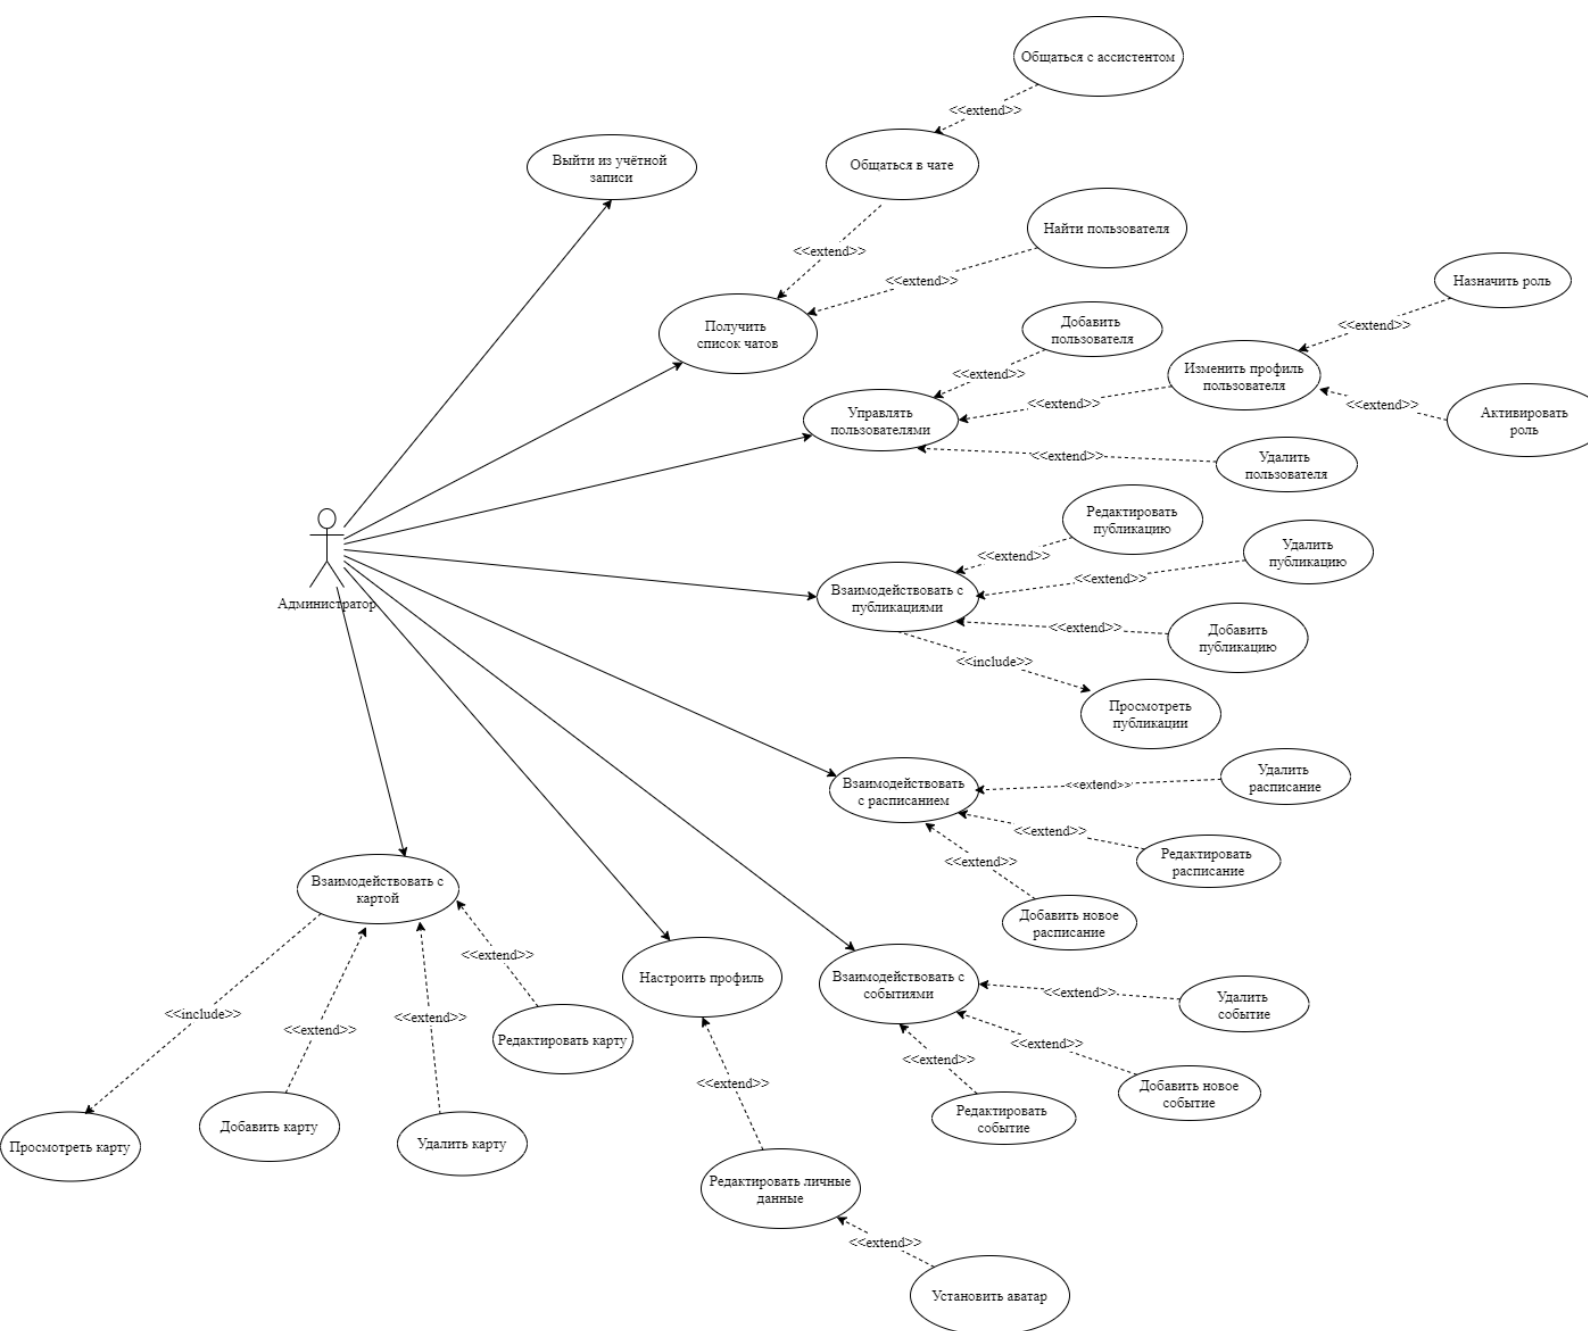 Общаться с ассистентом
<<extend>>
Выйти из учётной
записи
Общаться в чате
<<extend>>
Найти пользователя
<<extend>>
Получить
список чатов
Назначить роль
<<extend>>
Добавить
пользователя
<<extend>>
Изменить профиль
пользователя
<<extend>>
<<extend>>
Активировать
роль
Управлять
пользователями
<<extend>>
Удалить
пользователя
Редактировать
публикацию
<<extend>>
Удалить
публикацию
<<extend>>
Взаимодействовать с
публикациями
<<extend>>
Добавить
публикацию
<<include>>
Просмотреть
публикации
Администратор
Взаимодействовать
с расписанием
<<extend>>
Удалить
расписание
<<extend>>
Редактировать
расписание
<<extend>>
Добавить новое
расписание
Взаимодействовать с
картой
<<include>>
<<extend>>
<<extend>>
<<extend>>
Просмотреть карту
Добавить карту
Удалить карту
Редактировать карту
Настроить профиль
<<extend>>
Редактировать личные
данные
<<extend>>
Установить аватар
Взаимодействовать с
событиями
<<extend>>
Удалить
событие
<<extend>>
Добавить новое
событие
<<extend>>
Редактировать
событие